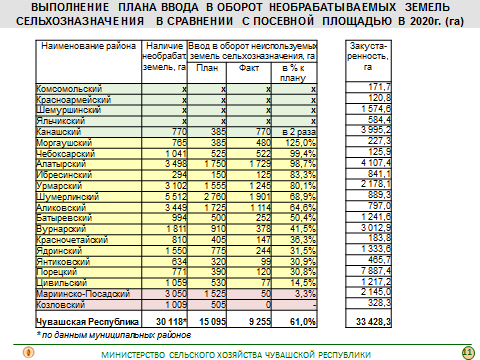 ВЫПОЛНЕНИЕ ПЛАНА ВВОДА В ОБОРОТ НЕОБРАБАТЫВАЕМЫХ ЗЕМЕЛЬ
СЕЛЬХОЗНАЗНАЧЕНИЯ В СРАВНЕНИИ С ПОСЕВНОЙ ПЛОЩАДЬЮ В 2020г. (га)
Наименование района Наличие необрабат. земель, га Ввод в оборот неиспользуемых земель сельхозназначения, га Закуста-ренность, га
План Факт в % к плану
Комсомольский х х х х 171,7
Красноармейский х х х х 120,8
Шемуршинский х х х х 1 574,6
Яльчикский х х х х 584,4
Канашский 770 385 770 в 2 раза 3 995,2
Моргаушский 765 385 480 125,0% 227,3
Чебоксарский 1 041 525 522 99,4% 125,9
Алатырский 3 498 1 750 1 725 98,7% 4 107,4
Ибресинский 294 150 125 83,3% 841,1
Урмарский 3 102 1 555 1 245 80,1% 2 178,1
Шумерлинский 5 512 2 760 1 901 68,9% 889,3
Аликовский 3 449 1 725 1 114 64,6% 797,0
Батыревский 994 500 252 50,4% 1 241,6
Вурнарский 1 811 910 378 41,5% 3 012,9
Красночетайский 810 405 147 36,3% 183,8
Ядринский 1 550 775 244 31,5% 1 333,6
Янтиковский 634 320 99 30,9% 465,7
Порецкий 771 390 120 30,8% 7 887,4
Цивильский 1 059 530 77 14,5% 1 217,2
Мариинско-Посадский 3 050 1 525 50 3,3% 2 145,0
Козловский 1 009 505 0 - 328,3
Чувашская Республика 30 118* 15 095 9 255 61,0% 33 428,3
* по данным муниципальных районов
МИНИСТЕРСТВО СЕЛЬСКОГО ХОЗЯЙСТВА ЧУВАШСКОЙ РЕСПУБЛИКИ 11